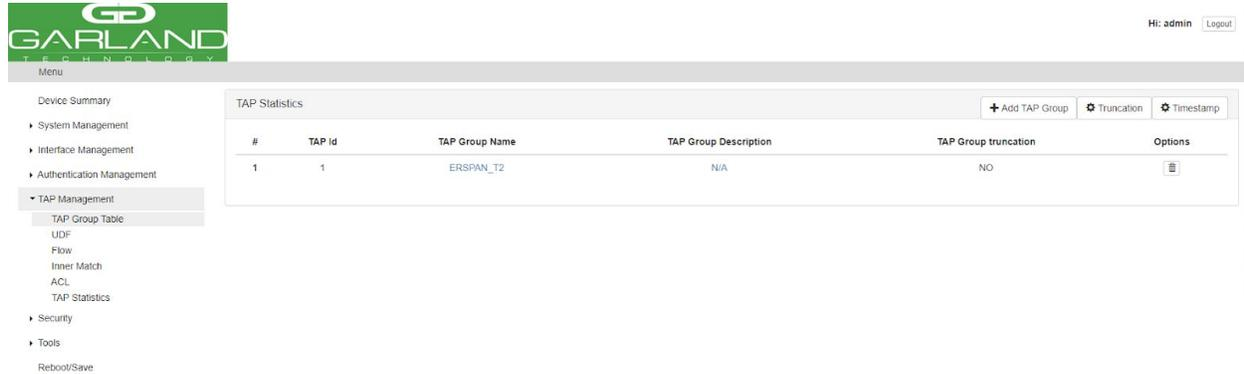 GARLAND
TECHNOLOGY
Hi: admin Logout
Menu
Device Summary
System Management
Interface Management
Authentication Management
TAP Management
TAP Group Table
UDF
Flow
Inner Match
ACL
TAP Statistics
Security
Tools
Reboot/Save
TAP Statistics
Add TAP Group Truncation Timestamp
# TAP Id TAP Group Name TAP Group Description TAP Group truncation Options
1 1 ERSPAN_T2 N/A NO